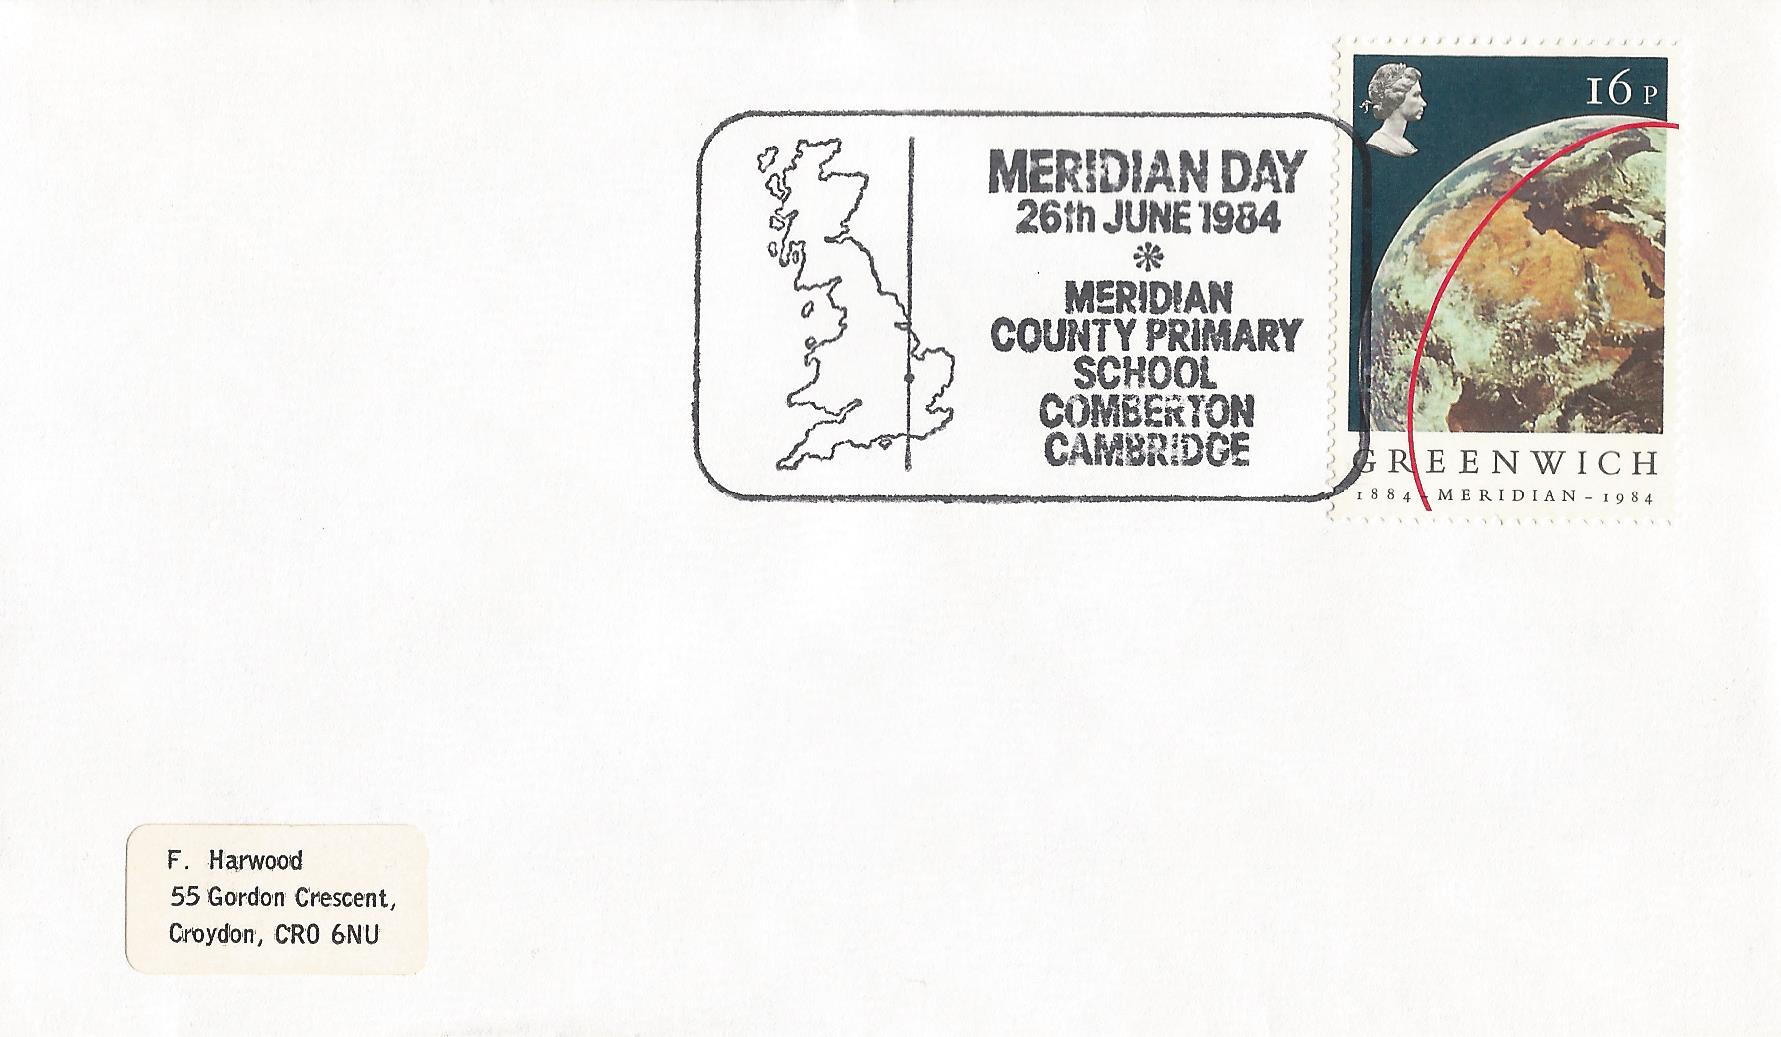 MERIDIAN DAY
26th JUNE 1984
MERIDIAN
COUNTY PRIMARY
SCHOOL
COMBERTON
CAMBRIDGE
16P
GREENWICH
1884-MERIDIAN-1984
F. Harwood
55 Gordon Crescent,
Croydon, CR0 6NU